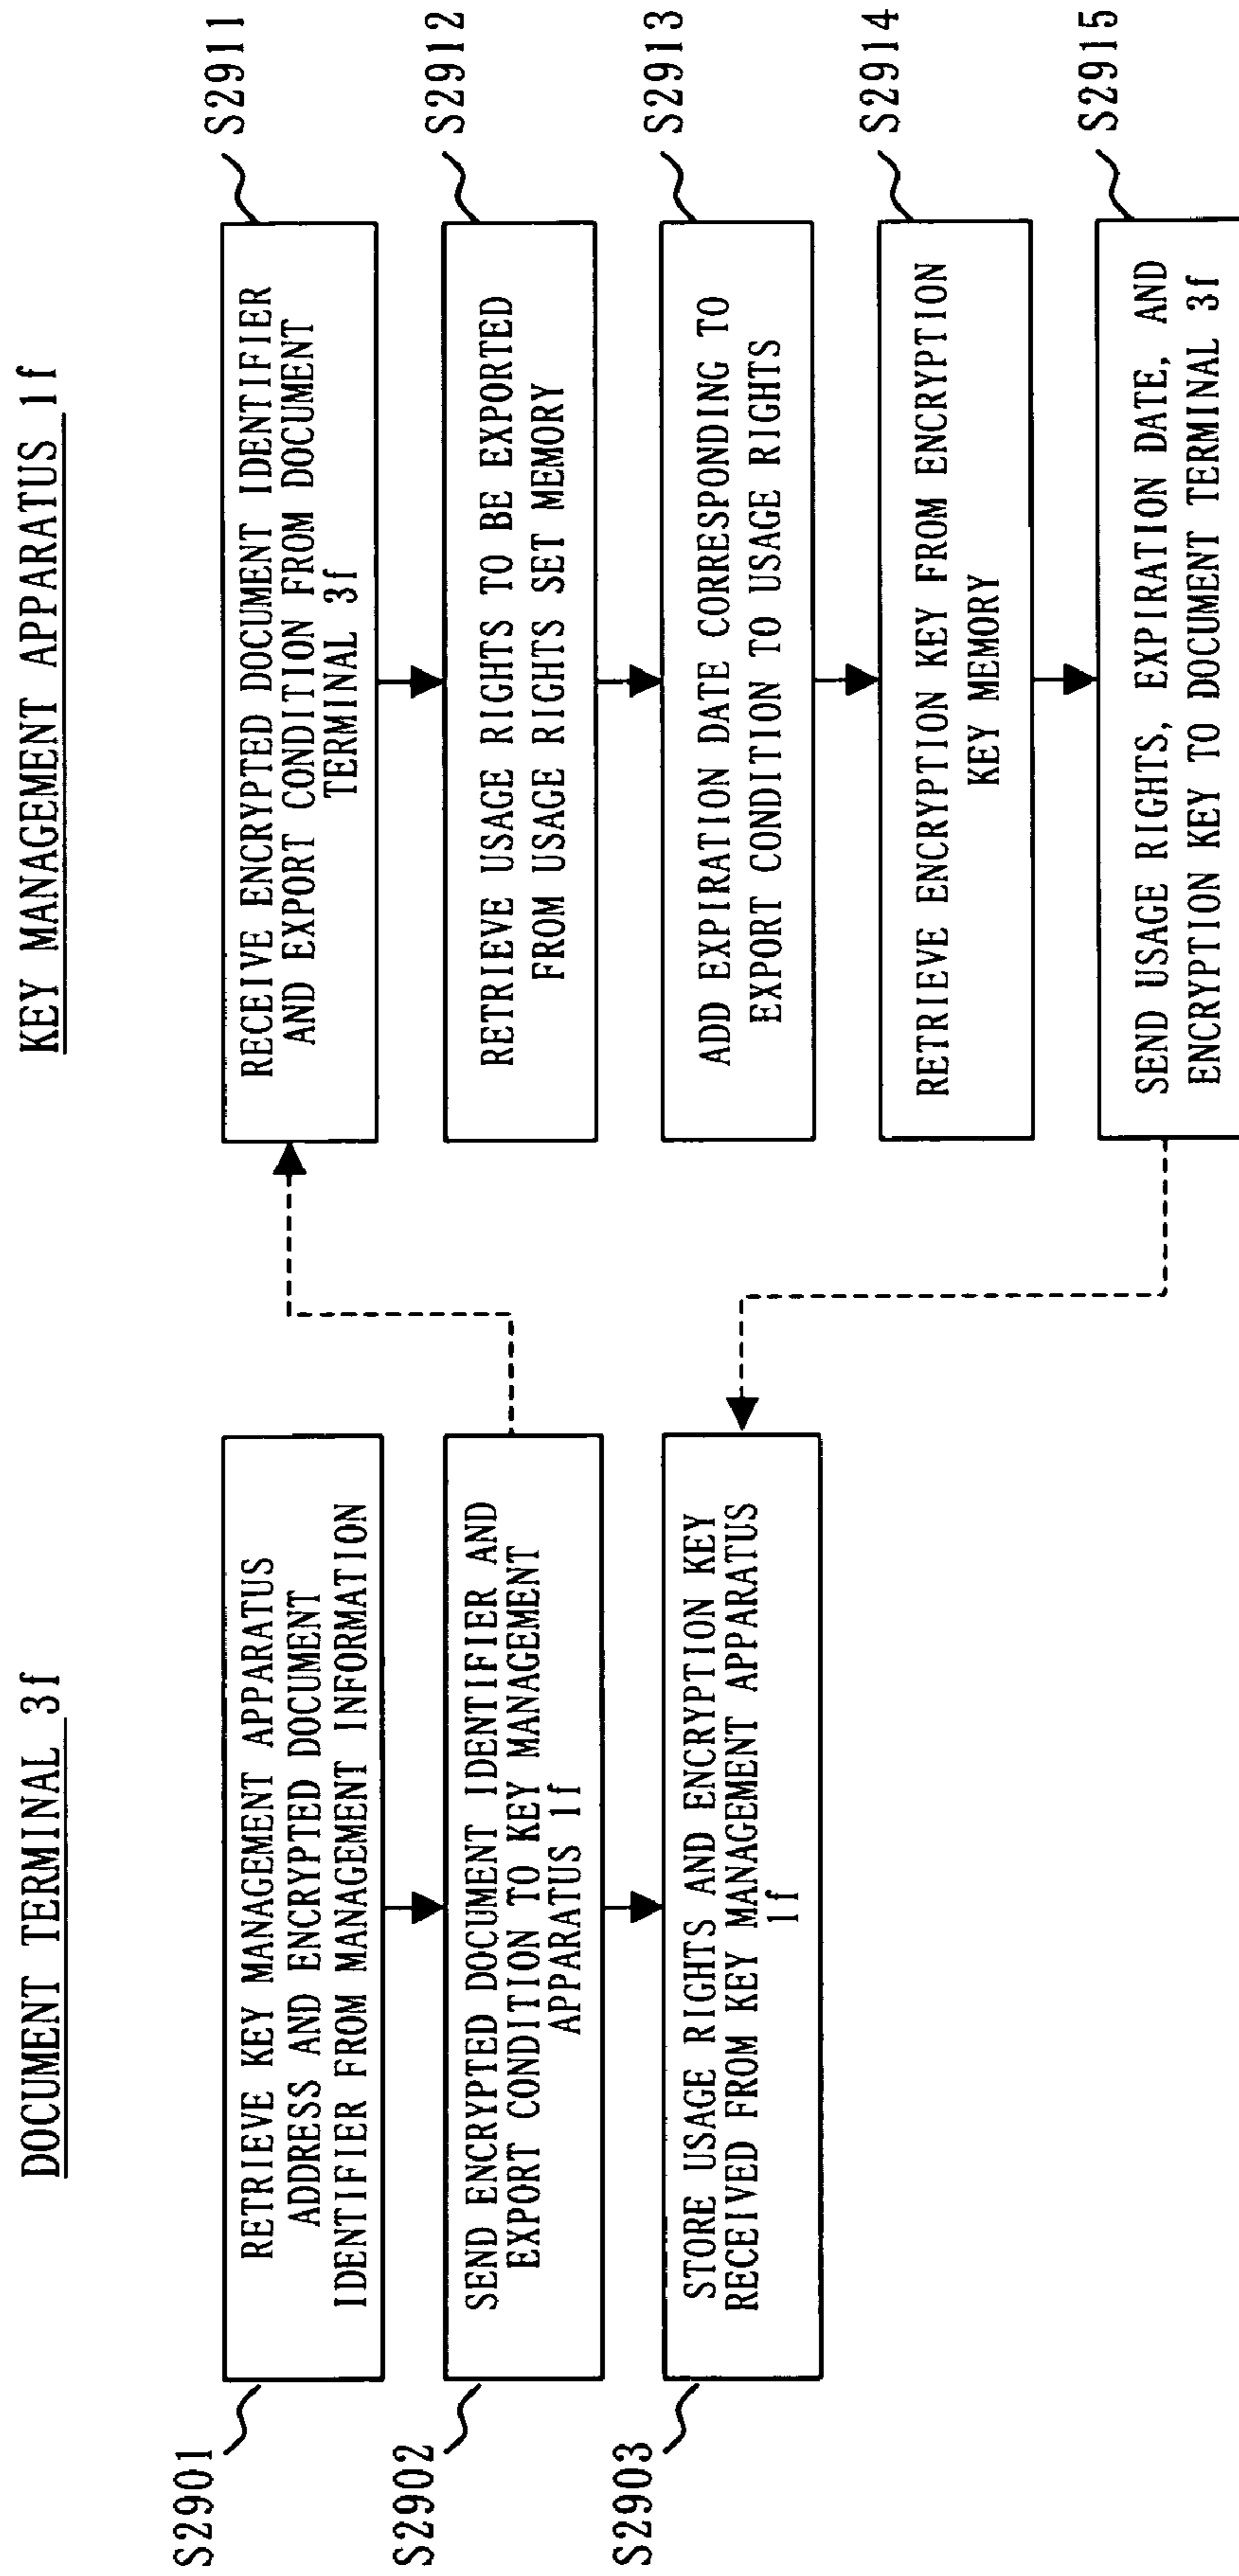 DOCUMENT TERMINAL 3f
S2901
RETRIEVE KEY MANAGEMENT APPARATUS
ADDRESS AND ENCRYPTED DOCUMENT
IDENTIFIER FROM MANAGEMENT INFORMATION
S2902
SEND ENCRYPTED DOCUMENT IDENTIFIER AND
EXPORT CONDITION TO KEY MANAGEMENT
APPARATUS 1f
S2903
STORE USAGE RIGHTS AND ENCRYPTION KEY
RECEIVED FROM KEY MANAGEMENT APPARATUS
1f
KEY MANAGEMENT APPARATUS 1f
S2911
RECEIVE ENCRYPTED DOCUMENT IDENTIFIER
AND EXPORT CONDITION FROM DOCUMENT
TERMINAL 3f
S2912
RETRIEVE USAGE RIGHTS TO BE EXPORTED
FROM USAGE RIGHTS SET MEMORY
S2913
ADD EXPIRATION DATE CORRESPONDING TO
EXPORT CONDITION TO USAGE RIGHTS
S2914
RETRIEVE ENCRYPTION KEY FROM ENCRYPTION
KEY MEMORY
S2915
SEND USAGE RIGHTS, EXPIRATION DATE, AND
ENCRYPTION KEY TO DOCUMENT TERMINAL 3f